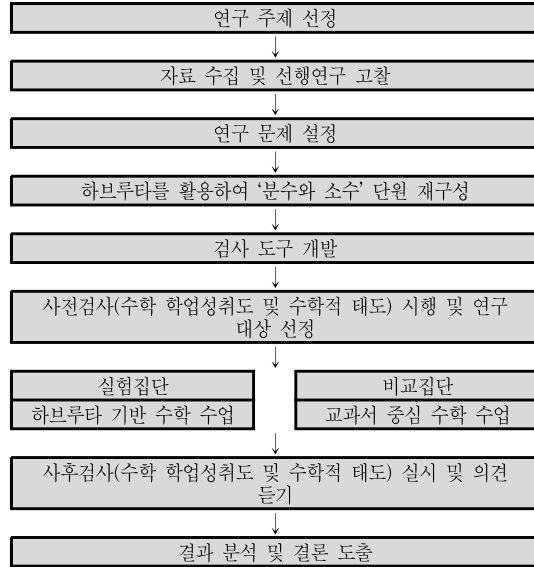 연구 주제 선정
↓
자료 수집 및 선행연구 고찰
↓
연구 문제 설정
↓
하브루타를 활용하여 ‘분수와 소수’ 단원 재구성
↓
검사 도구 개발
↓
사전검사(수학 학업성취도 및 수학적 태도) 시행 및 연구
대상 선정
↓
실험집단
하브루타 기반 수학 수업
비교집단
교과서 중심 수학 수업
↓
사후검사(수학 학업성취도 및 수학적 태도) 실시 및 의견
듣기
↓
결과 분석 및 결론 도출